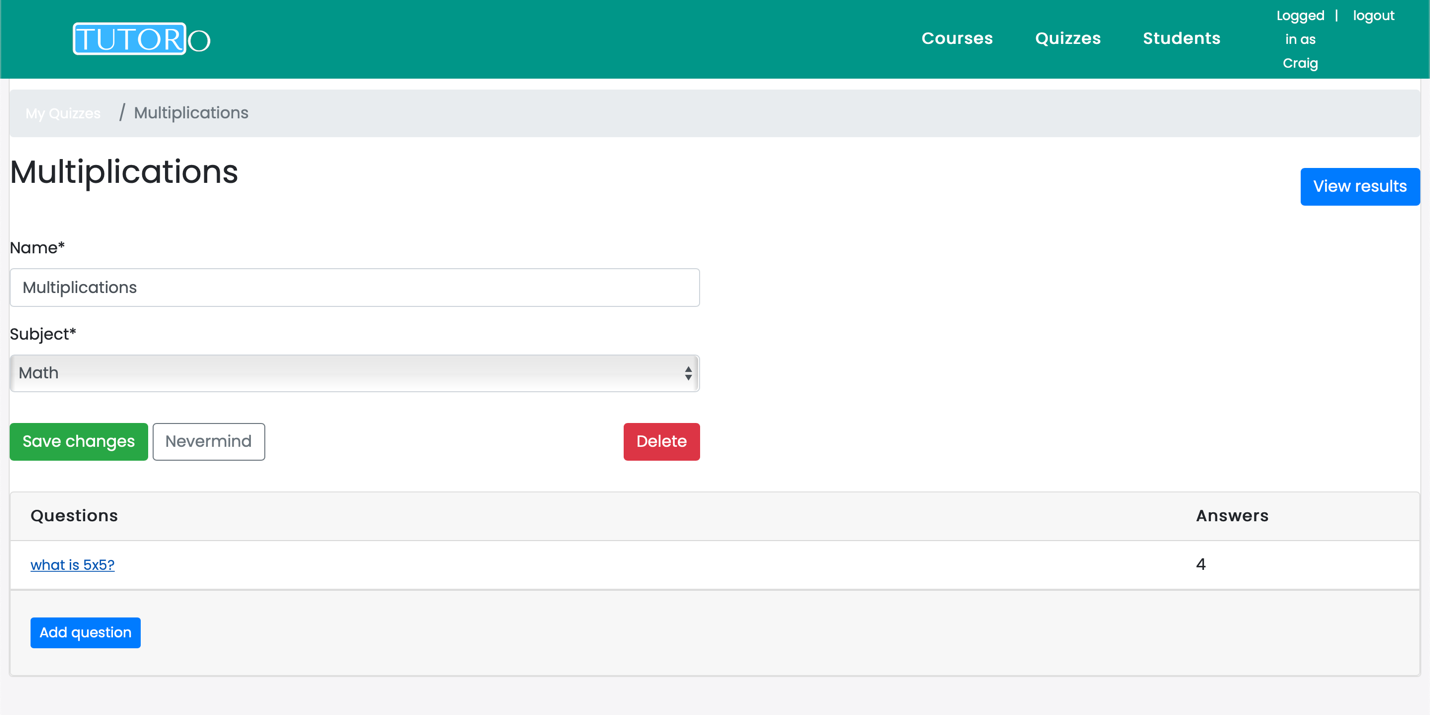 TUTORO
Courses
Quizzes
Students
Logged
in as
Craig
|
logout
My Quizzes / Multiplications
Multiplications
View results
Name*
Multiplications
Subject*
Math
Save changes
Nevermind
Delete
Questions
Answers
what is 5x5?
4
Add question